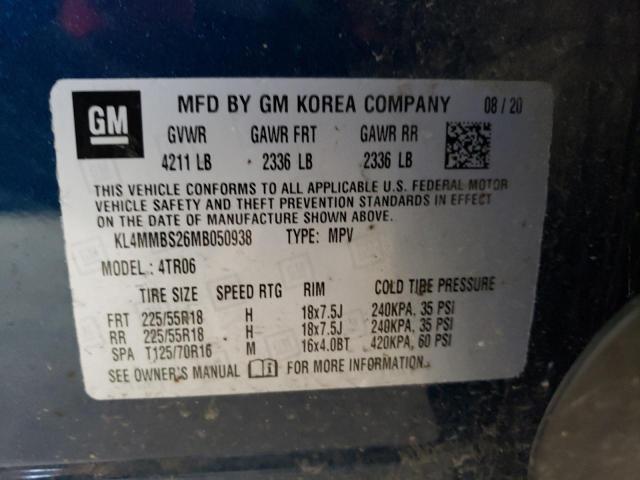 GM MFD BY GM KOREA COMPANY 08/20
GVWR GAWR FRT GAWR RR
4211 LB 2336 LB 2336 LB
THIS VEHICLE CONFORMS TO ALL APPLICABLE U.S. FEDERAL MOTOR
VEHICLE SAFETY AND THEFT PREVENTION STANDARDS IN EFFECT
ON THE DATE OF MANUFACTURE SHOWN ABOVE.
KL4MMBS26MB050938 TYPE: MPV
MODEL: 4TR06
TIRE SIZE SPEED RTG RIM COLD TIRE PRESSURE
FRT 225/55R18 H 18x7.5J 240KPA, 35 PSI
RR 225/55R18 H 18x7.5J 240KPA, 35 PSI
SPA T125/70R16 M 16x4.0BT 420KPA, 60 PSI
SEE OWNER'S MANUAL FOR MORE INFORMATION.